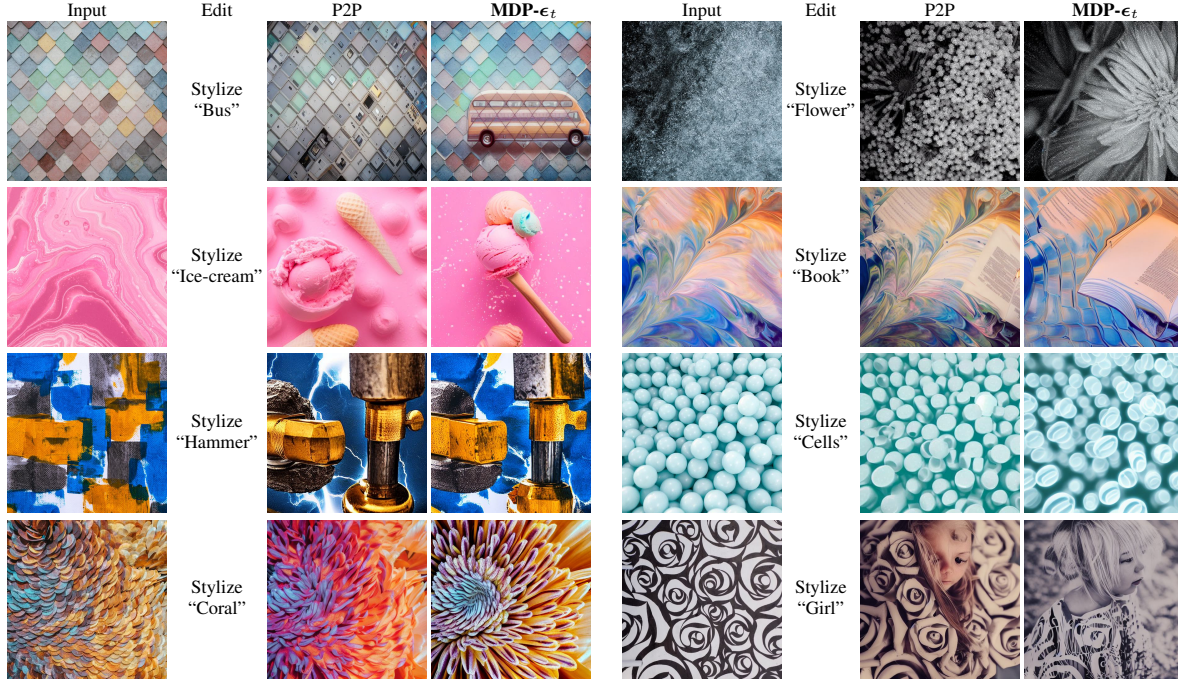 Input Edit P2P MDP-ϵt Input Edit P2P MDP-ϵt
Stylize
“Bus”
Stylize
“Flower”
Stylize
“Ice-cream”
Stylize
“Book”
Stylize
“Hammer”
Stylize
“Cells”
Stylize
“Coral”
Stylize
“Girl”